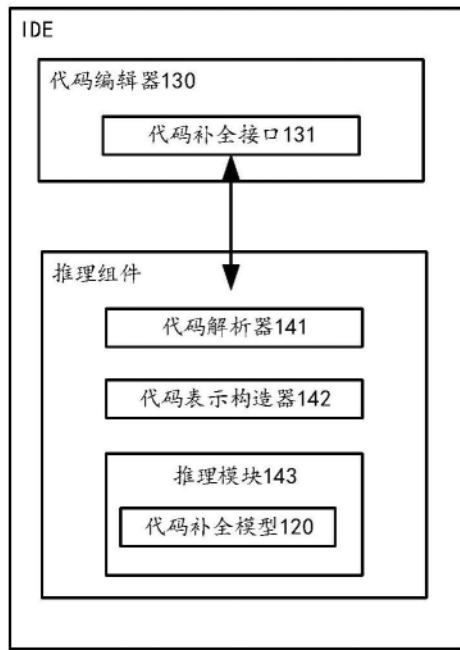 IDE
代码编辑器130
代码补全接口131
推理组件
代码解析器141
代码表示构造器142
推理模块143
代码补全模型120